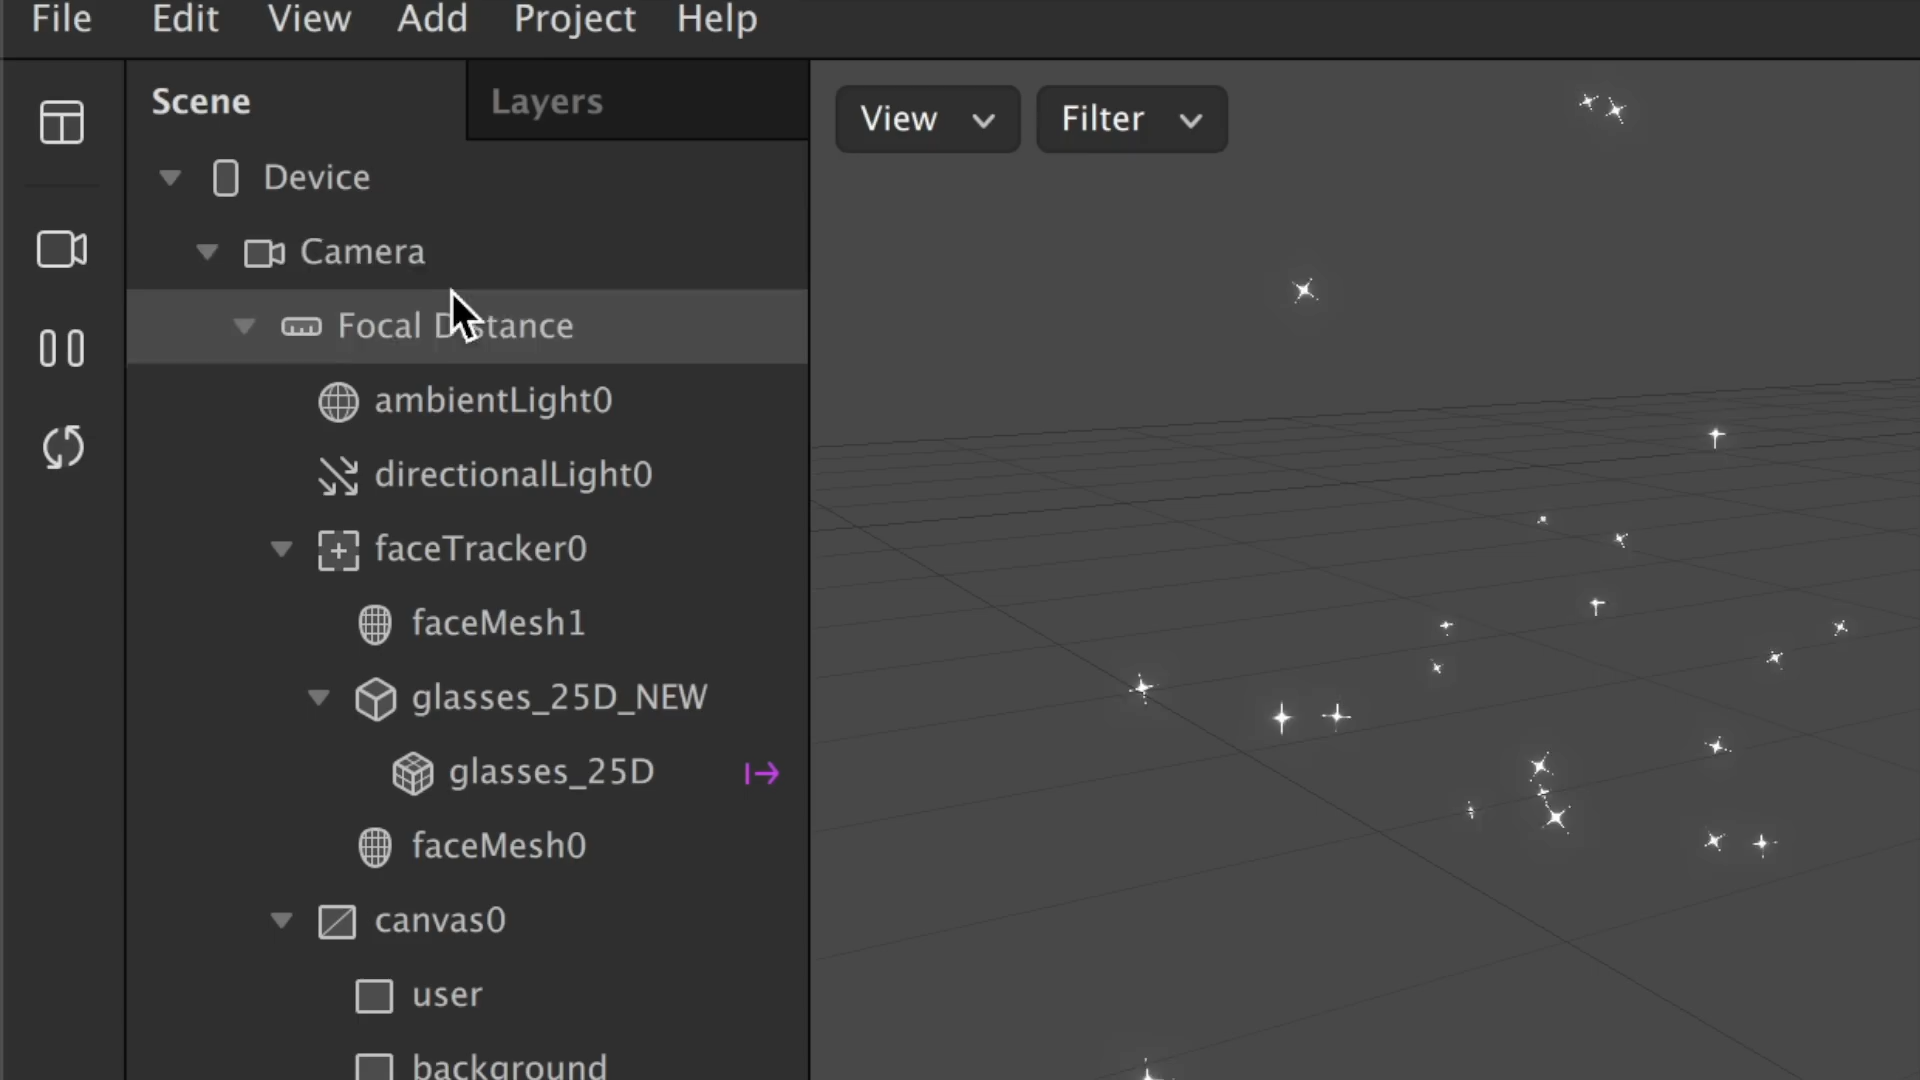 File Edit View Add Project Help
Scene Layers
View Filter
Device
Camera
Focal Distance
ambientLight0
directionalLight0
faceTracker0
faceMesh1
glasses_25D_NEW
glasses_25D
faceMesh0
canvas0
user
background